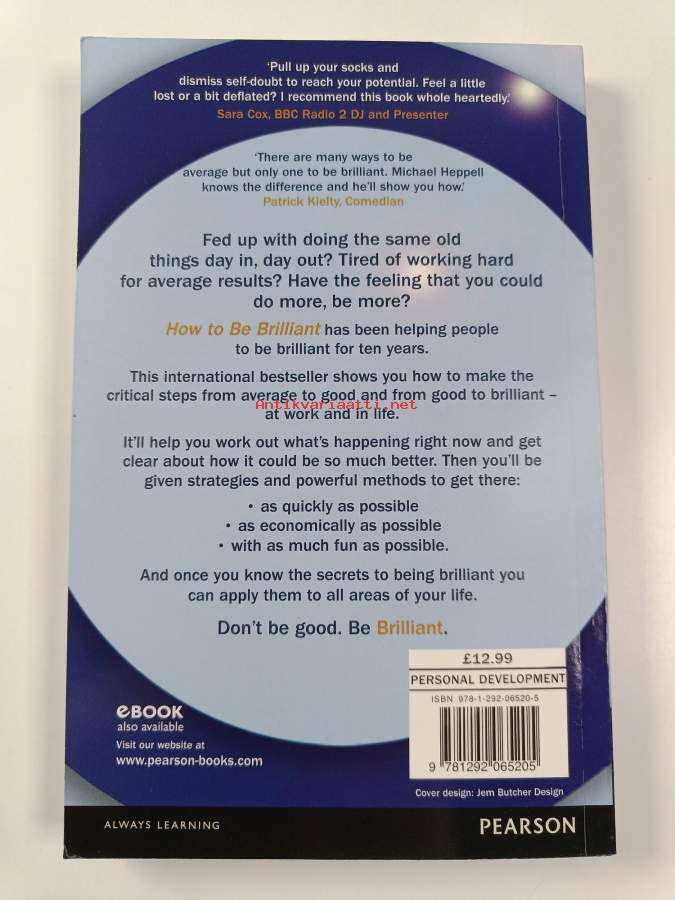 ‘Pull up your socks and
dismiss self-doubt to reach your potential. Feel a little
lost or a bit deflated? I recommend this book whole heartedly.’
Sara Cox, BBC Radio 2 DJ and Presenter
‘There are many ways to be
average but only one to be brilliant. Michael Heppell
knows the difference and he’ll show you how.’
Patrick Kielty, Comedian
Fed up with doing the same old
things day in, day out? Tired of working hard
for average results? Have the feeling that you could
do more, be more?
How to Be Brilliant has been helping people
to be brilliant for ten years.
This international bestseller shows you how to make the
critical steps from average to good and from good to brilliant –
Antikvariaatti.net
at work and in life.
It’ll help you work out what’s happening right now and get
clear about how it could be so much better. Then you’ll be
given strategies and powerful methods to get there:
• as quickly as possible
• as economically as possible
• with as much fun as possible.
And once you know the secrets to being brilliant you
can apply them to all areas of your life.
Don’t be good. Be Brilliant.
£12.99
PERSONAL DEVELOPMENT
ISBN 978-1-292-06520-5
9 781292 065205
eBOOK
also available
Visit our website at
www.pearson-books.com
Cover design: Jem Butcher Design
ALWAYS LEARNING
PEARSON